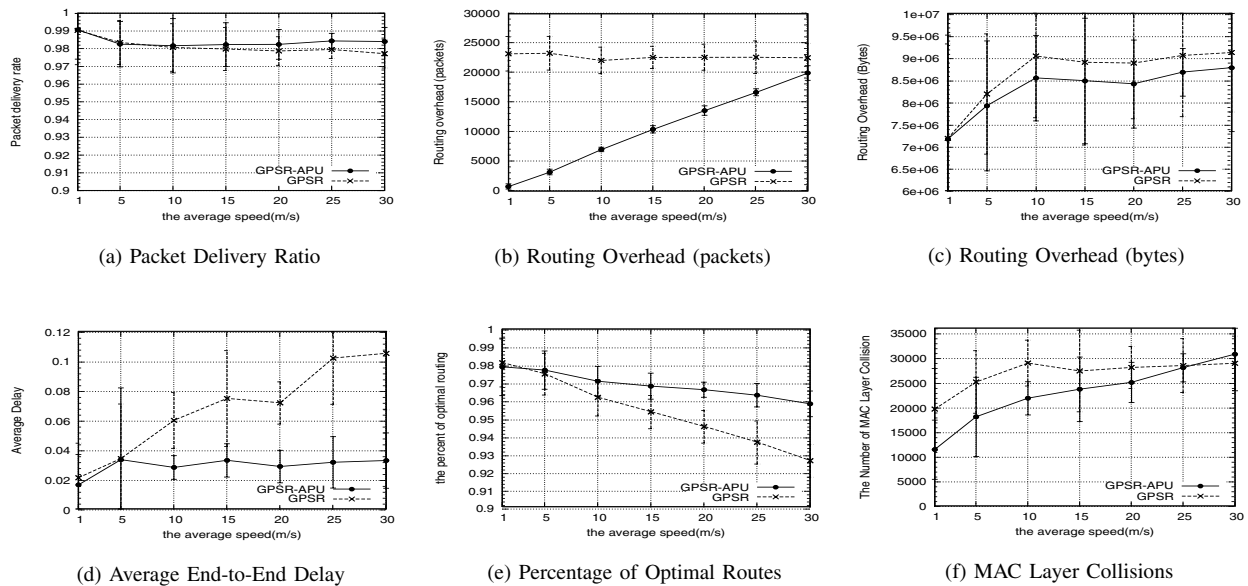 1
0.99
0.98
0.97
0.96
0.95
0.94
0.93
0.92
0.91
0.9
Packet delivery rate
GPSR-APU
GPSR
1 5 10 15 20 25 30
the average speed(m/s)
(a) Packet Delivery Ratio
30000
25000
20000
15000
10000
5000
0
Routing overhead (packets)
GPSR-APU
GPSR
1 5 10 15 20 25 30
the average speed(m/s)
(b) Routing Overhead (packets)
1e+07
9.5e+06
9e+06
8.5e+06
8e+06
7.5e+06
7e+06
6.5e+06
6e+06
Routing Overhead (Bytes)
GPSR-APU
GPSR
1 5 10 15 20 25 30
the average speed(m/s)
(c) Routing Overhead (bytes)
0.12
0.1
0.08
0.06
0.04
0.02
0
Average Delay
GPSR-APU
GPSR
1 5 10 15 20 25 30
the average speed(m/s)
(d) Average End-to-End Delay
1
0.99
0.98
0.97
0.96
0.95
0.94
0.93
0.92
0.91
0.9
the percent of optimal routing
GPSR-APU
GPSR
1 5 10 15 20 25 30
the average speed(m/s)
(e) Percentage of Optimal Routes
35000
30000
25000
20000
15000
10000
5000
0
The Number of MAC Layer Collision
GPSR-APU
GPSR
1 5 10 15 20 25 30
the average speed(m/s)
(f) MAC Layer Collisions